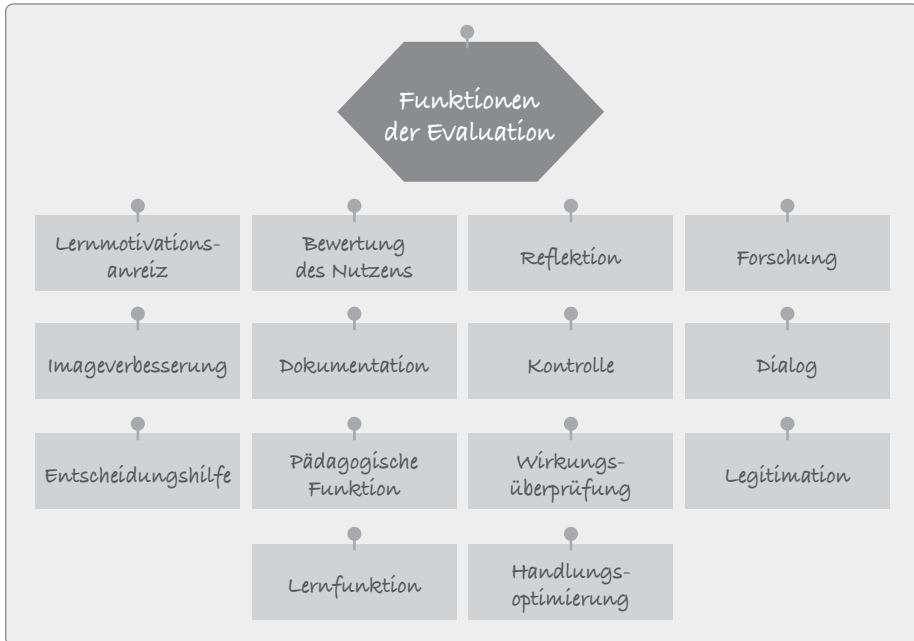 Funktionen
der Evaluation
Lernmotivations-
anreiz
Bewertung
des Nutzens
Reflektion
Forschung
Imageverbesserung
Dokumentation
Kontrolle
Dialog
Entscheidungshilfe
Pädagogische
Funktion
Wirkungs-
überprüfung
Legitimation
Lernfunktion
Handlungs-
optimierung